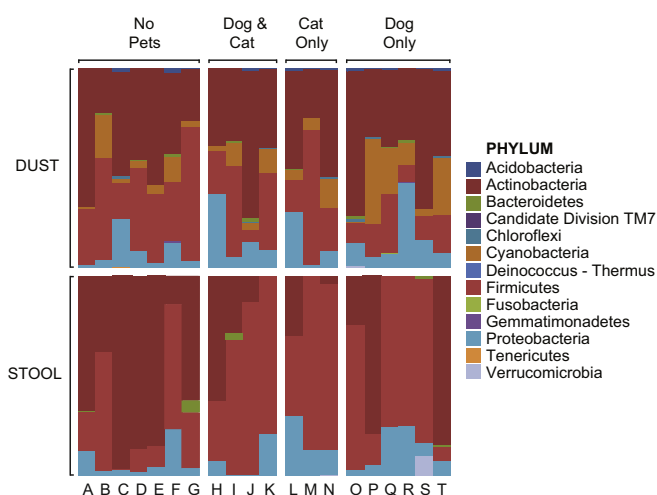 No Pets
Dog & Cat
Cat Only
Dog Only
DUST
STOOL
PHYLUM
Acidobacteria
Actinobacteria
Bacteroidetes
Candidate Division TM7
Chloroflexi
Cyanobacteria
Deinococcus - Thermus
Firmicutes
Fusobacteria
Gemmatimonadetes
Proteobacteria
Tenericutes
Verrucomicrobia
A B C D E F G H I J K L M N O P Q R S T